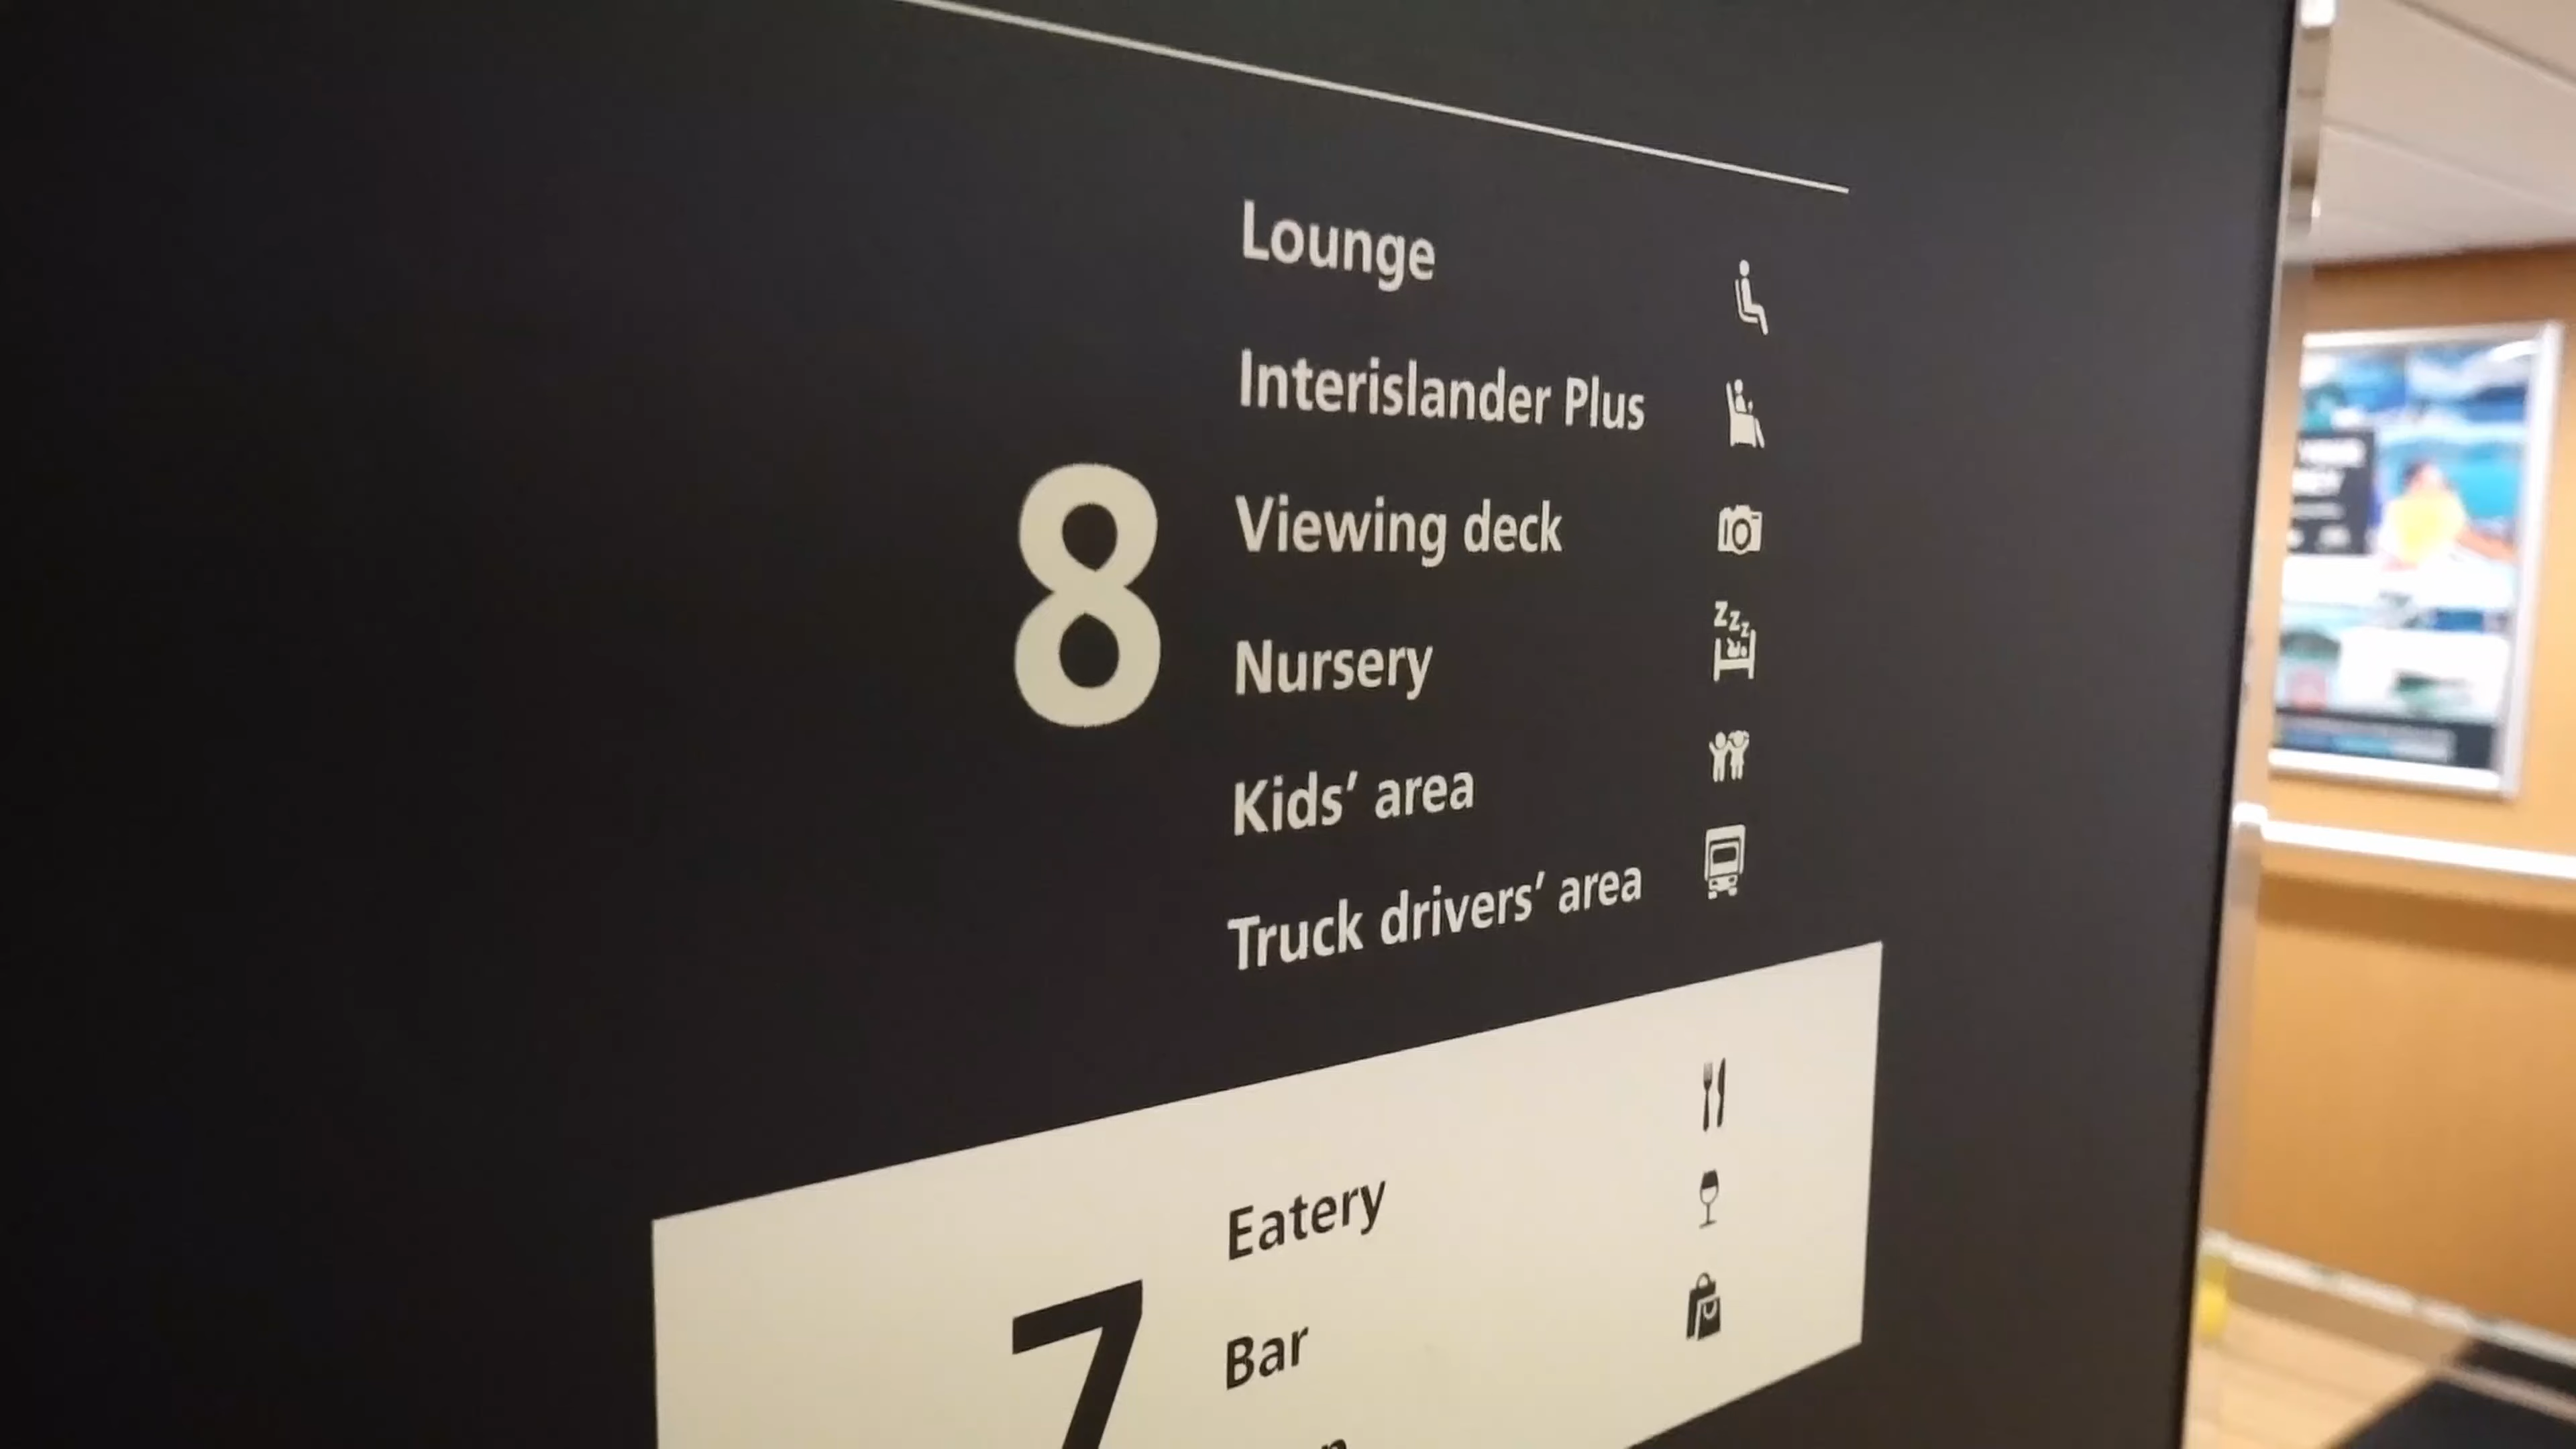 Lounge
Interislander Plus
8
Viewing deck
Nursery
Kids’ area
Truck drivers’ area
Eatery
7
Bar